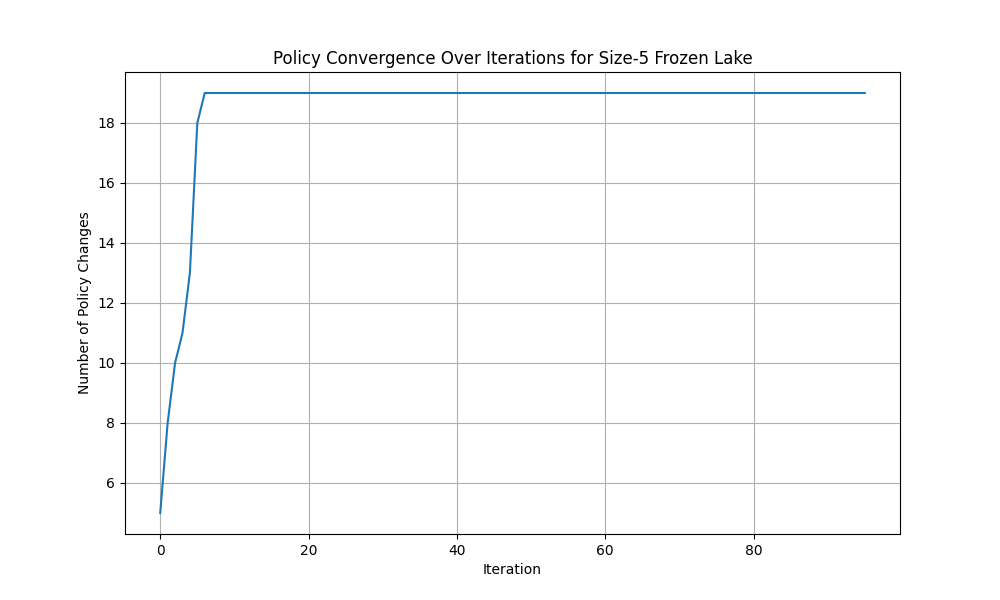 Policy Convergence Over Iterations for Size-5 Frozen Lake
Number of Policy Changes
18
16
14
12
10
8
6
0 20 40 60 80
Iteration